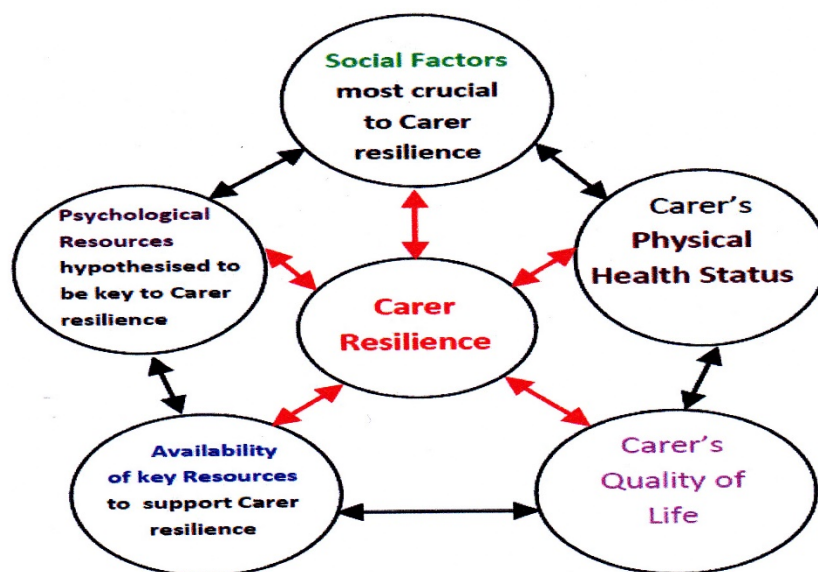 Social Factors
most crucial
to Carer
resilience
Psychological
Resources
hypothesised to
be key to Carer
resilience
Carer's
Physical
Health Status
Carer
Resilience
Availability
of key Resources
to support Carer
resilience
Carer's
Quality of
Life